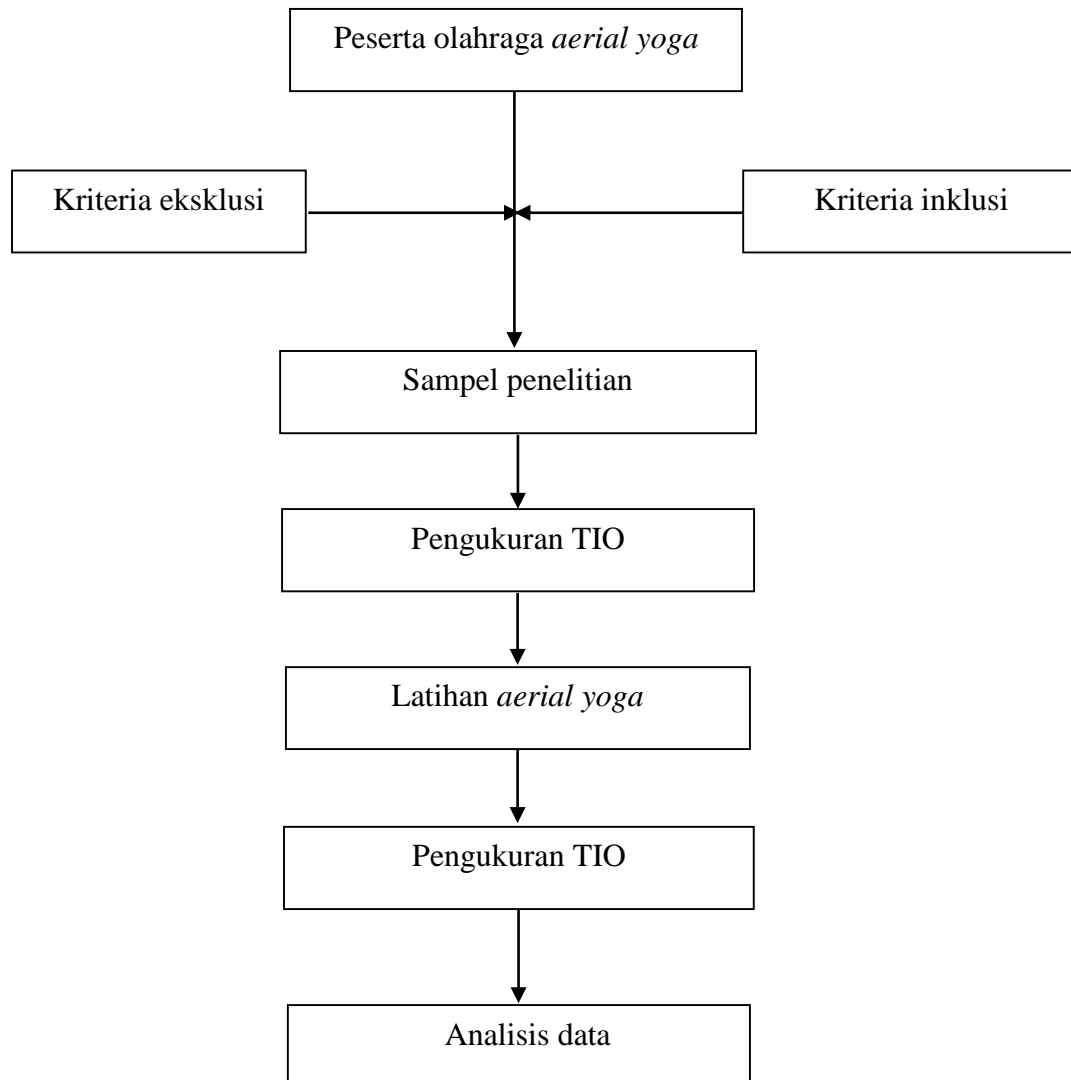 Peserta olahraga aerial yoga
Kriteria eksklusi
Kriteria inklusi
Sampel penelitian
Pengukuran TIO
Latihan aerial yoga
Pengukuran TIO
Analisis data